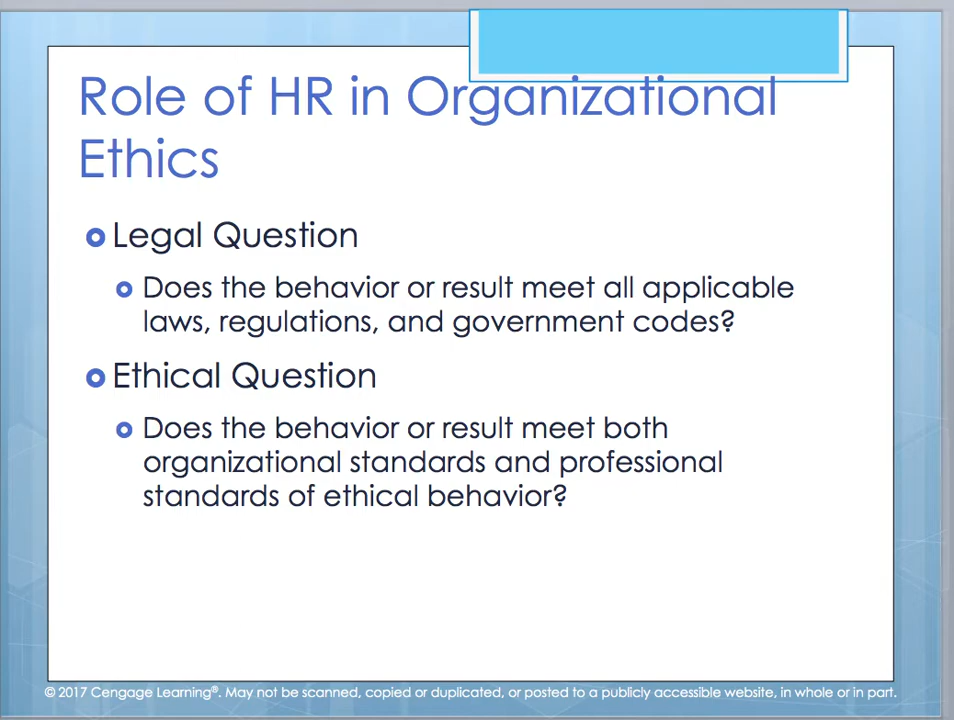 Role of HR in Organizational
Ethics
Legal Question
Does the behavior or result meet all applicable
laws, regulations, and government codes?
Ethical Question
Does the behavior or result meet both
organizational standards and professional
standards of ethical behavior?
© 2017 Cengage Learning®. May not be scanned, copied or duplicated, or posted to a publicly accessible website, in whole or in part.